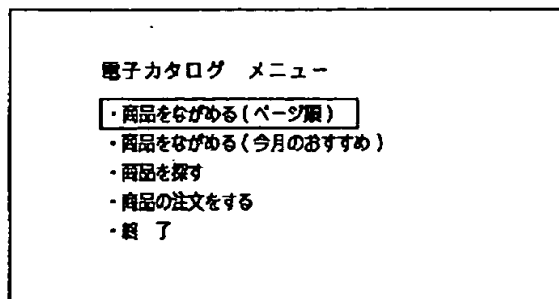 電子カタログ メニュー
・商品をながめる(ページ順)
・商品をながめる(今月のおすすめ)
・商品を探す
・商品の注文をする
・終 了